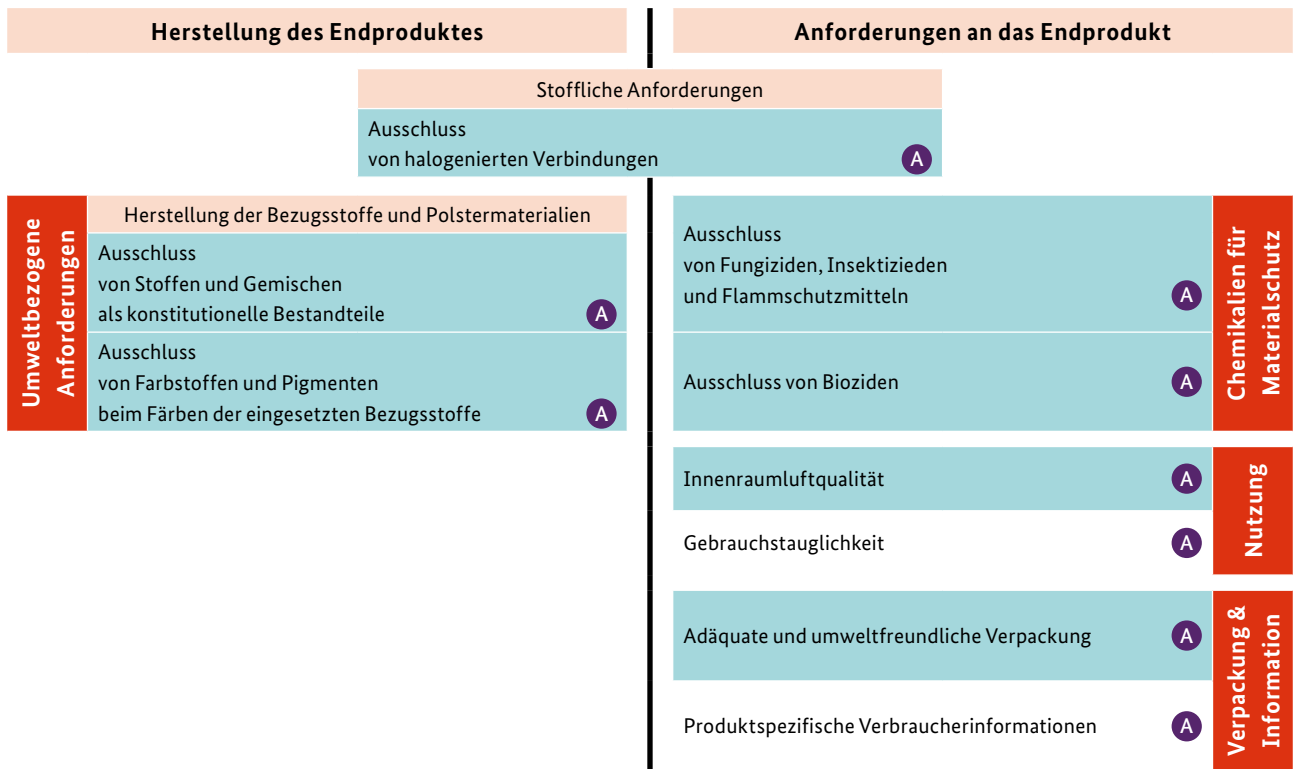 Herstellung des Endproduktes
Anforderungen an das Endprodukt
Stoffliche Anforderungen
Ausschluss
von halogenierten Verbindungen
A
Umweltbezogene
Anforderungen
Herstellung der Bezugsstoffe und Polstermaterialien
Ausschluss
von Stoffen und Gemischen
als konstitutionelle Bestandteile
A
Ausschluss
von Farbstoffen und Pigmenten
beim Färben der eingesetzten Bezugsstoffe
A
Ausschluss
von Fungiziden, Insektizieden
und Flammschutzmitteln
A
Ausschluss von Bioziden
A
Chemikalien für
Materialschutz
Innenraumluftqualität
A
Gebrauchstauglichkeit
A
Nutzung
Adäquate und umweltfreundliche Verpackung
A
Produktspezifische Verbraucherinformationen
A
Verpackung &
Information